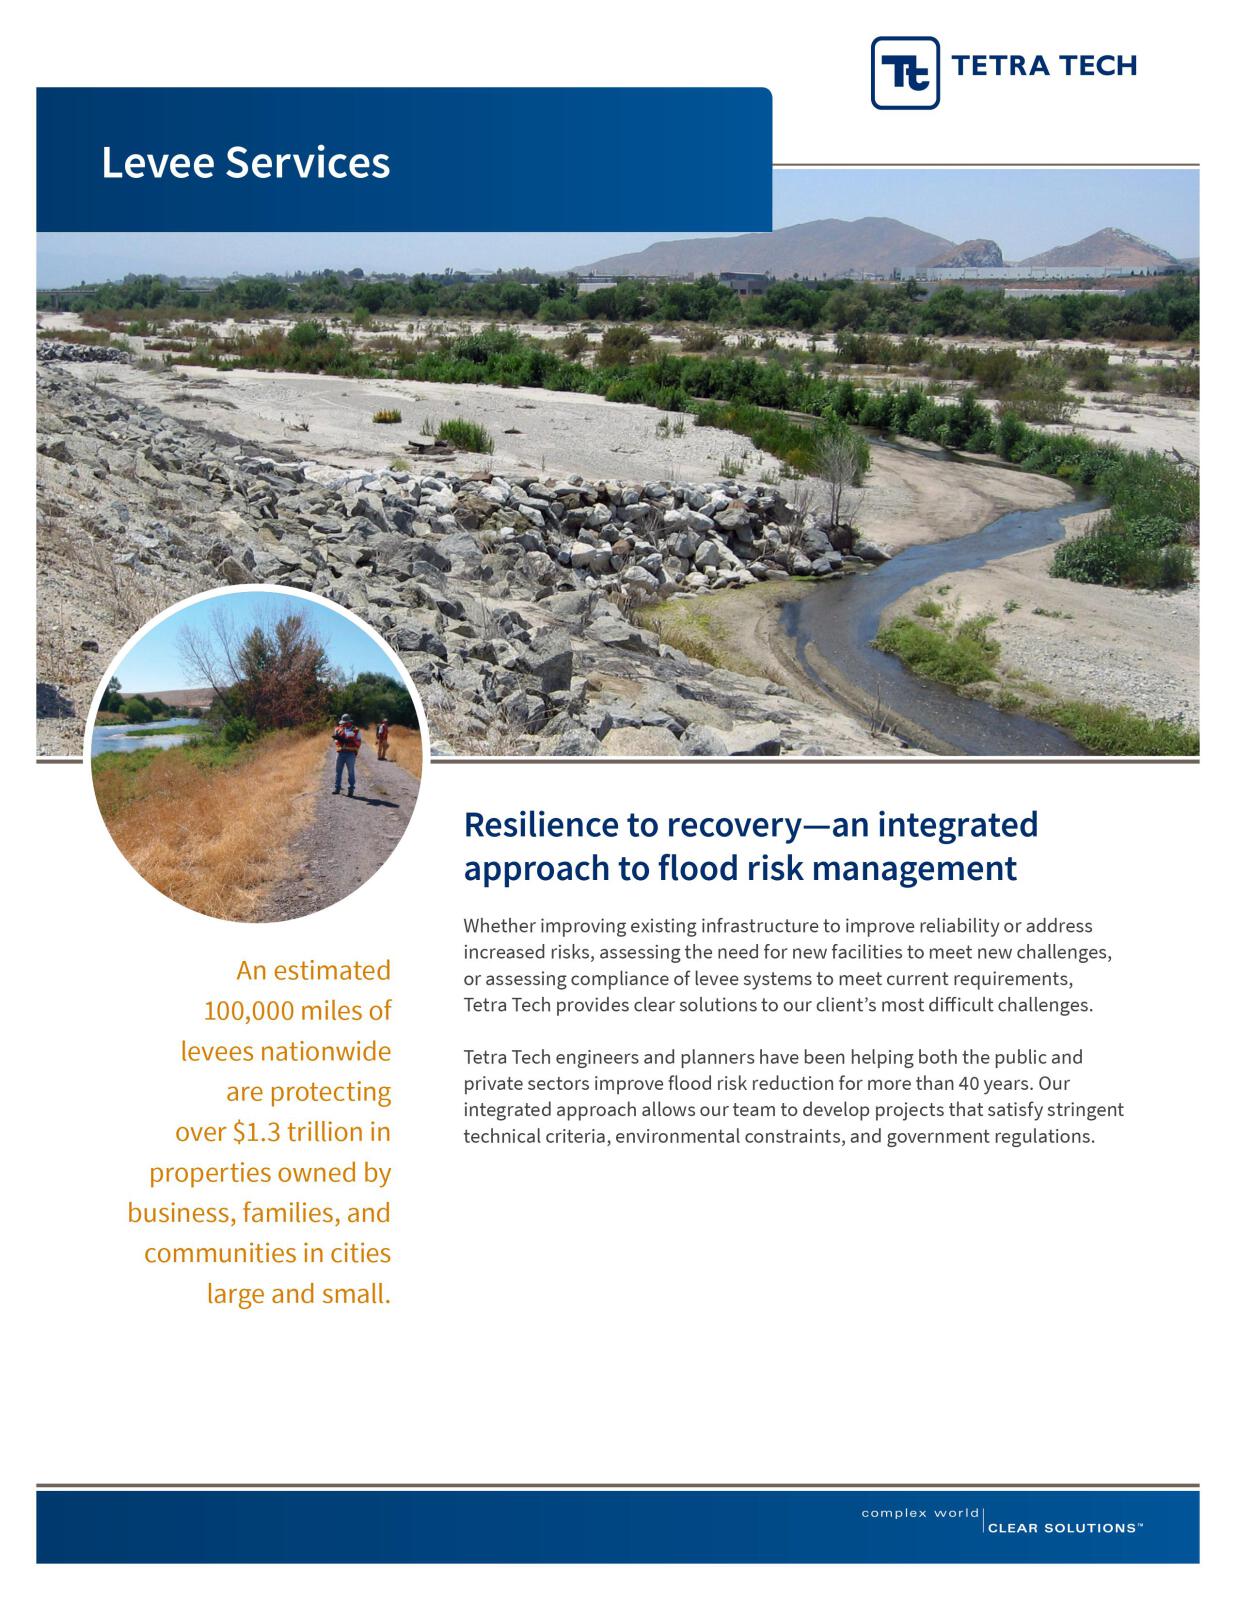 Tt TETRA TECH
Levee Services
Resilience to recovery—an integrated
approach to flood risk management
Whether improving existing infrastructure to improve reliability or address
increased risks, assessing the need for new facilities to meet new challenges,
or assessing compliance of levee systems to meet current requirements,
Tetra Tech provides clear solutions to our client’s most difficult challenges.
Tetra Tech engineers and planners have been helping both the public and
private sectors improve flood risk reduction for more than 40 years. Our
integrated approach allows our team to develop projects that satisfy stringent
technical criteria, environmental constraints, and government regulations.
An estimated
100,000 miles of
levees nationwide
are protecting
over $1.3 trillion in
properties owned by
business, families, and
communities in cities
large and small.
complex world
CLEAR SOLUTIONS™